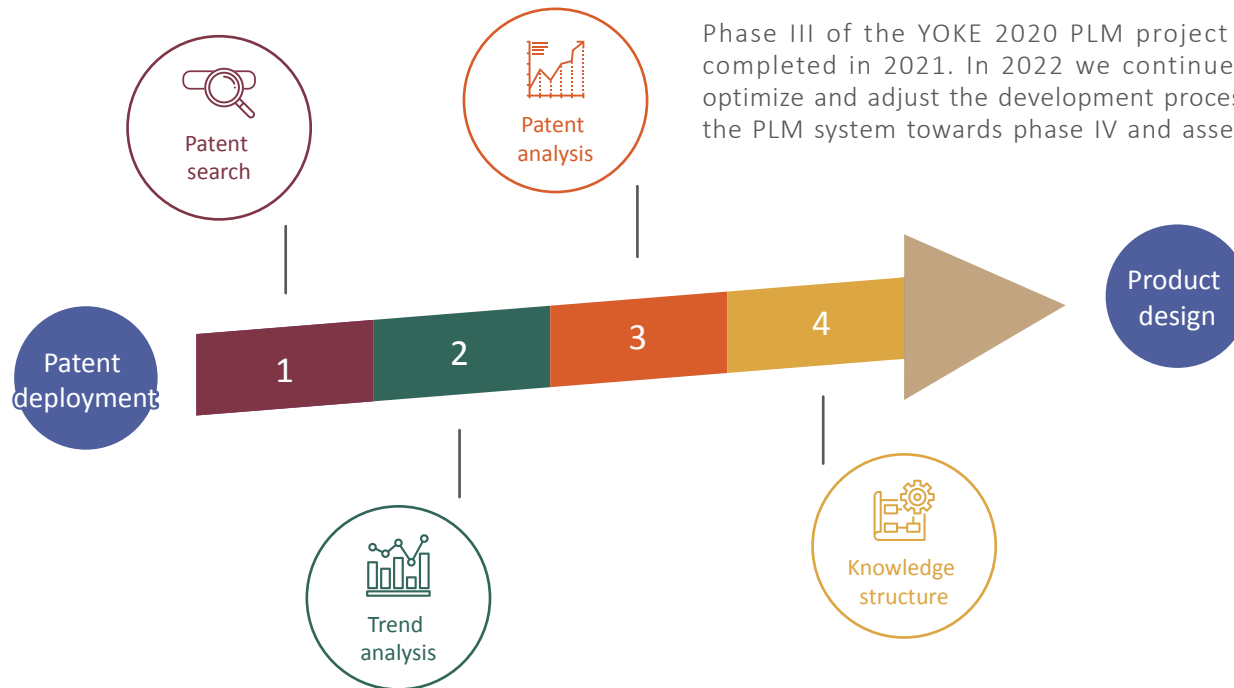 Phase III of the YOKE 2020 PLM project
completed in 2021. In 2022 we continue
optimize and adjust the development proces
the PLM system towards phase IV and asse
Patent
search
Patent
analysis
Patent
deployment
1
2
3
4
Product
design
Trend
analysis
Knowledge
structure